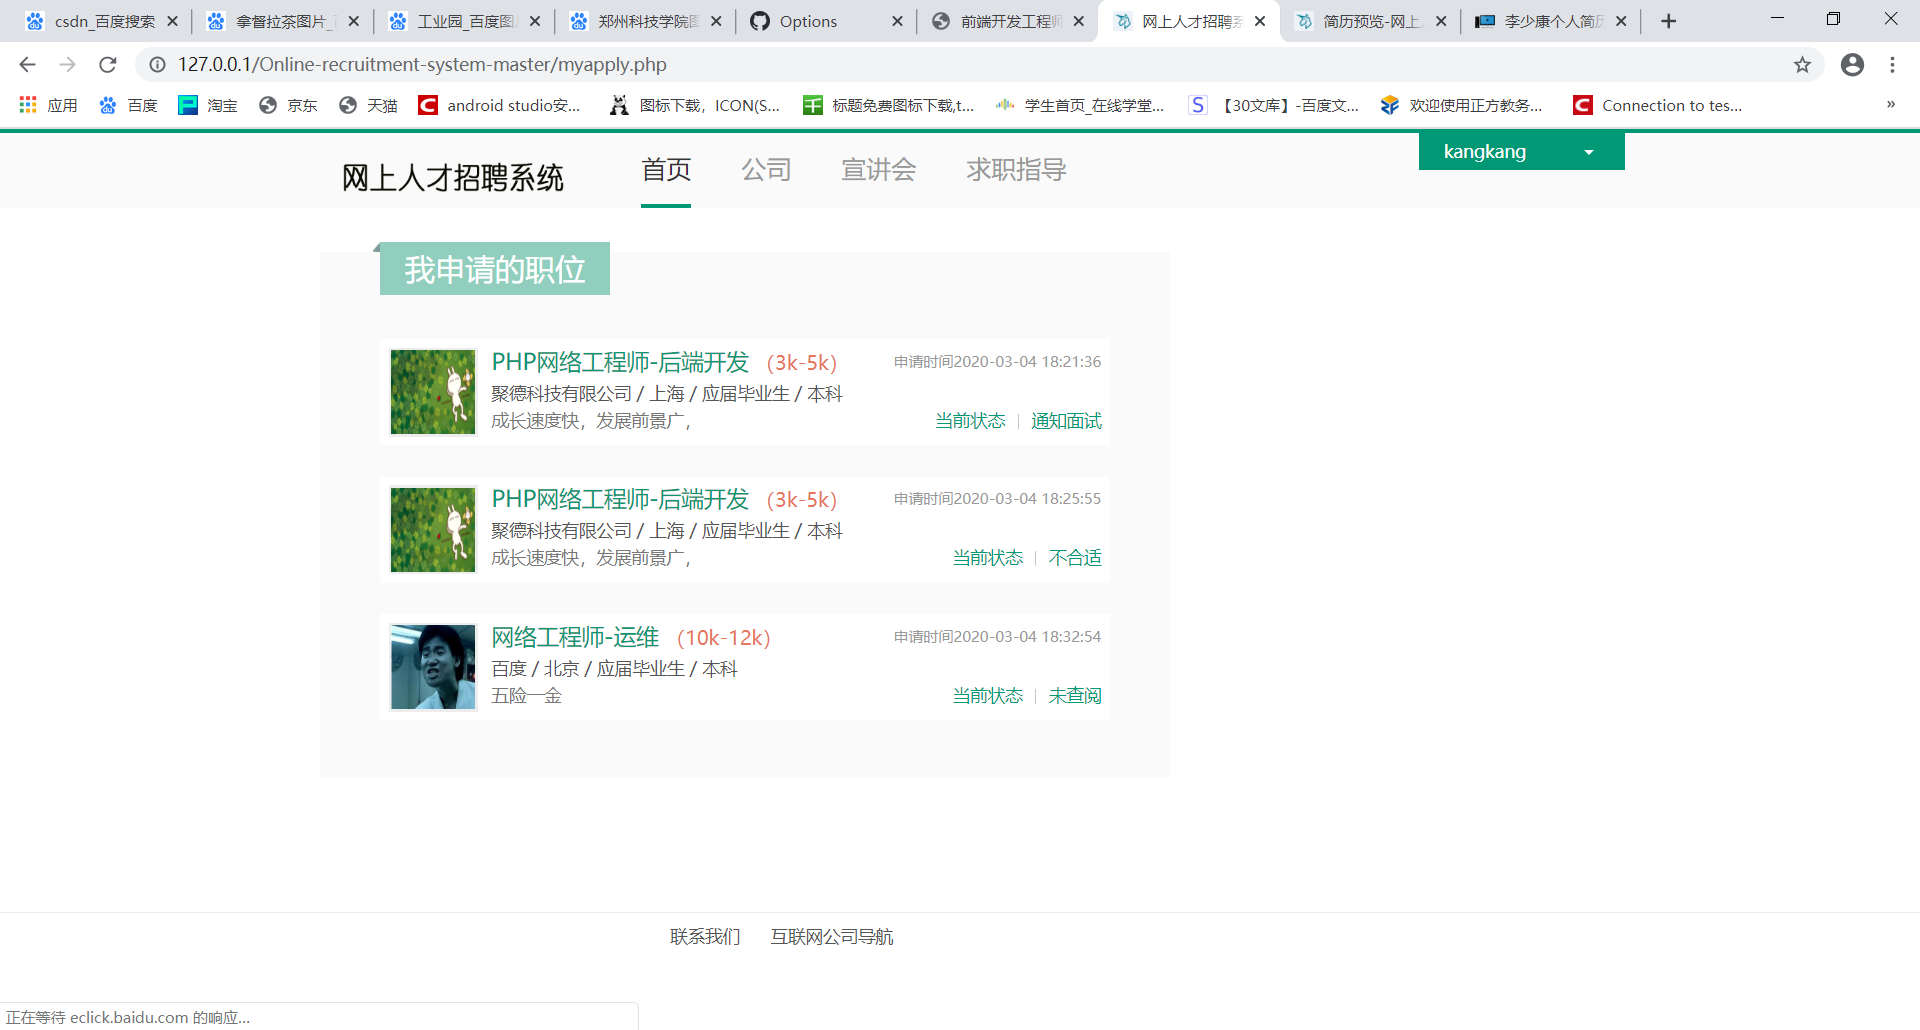 csdn_百度搜索
拿督拉茶图片_
工业园_百度图
郑州科技学院
Options
前端开发工程师
网上人才招聘
简历预览-网上
李少康个人简历
127.0.0.1/Online-recruitment-system-master/myapply.php
应用
百度
淘宝
京东
天猫
android studio安...
图标下载，ICON(S...
标题免费图标下载,t...
学生首页_在线学堂...
【30文库】-百度文...
欢迎使用正方教务...
Connection to tes...
»
网上人才招聘系统
首页
公司
宣讲会
求职指导
kangkang
我申请的职位
PHP网络工程师-后端开发 （3k-5k）
申请时间2020-03-04 18:21:36
聚德科技有限公司 / 上海 / 应届毕业生 / 本科
成长速度快，发展前景广，
当前状态 | 通知面试
PHP网络工程师-后端开发 （3k-5k）
申请时间2020-03-04 18:25:55
聚德科技有限公司 / 上海 / 应届毕业生 / 本科
成长速度快，发展前景广，
当前状态 | 不合适
网络工程师-运维 （10k-12k）
申请时间2020-03-04 18:32:54
百度 / 北京 / 应届毕业生 / 本科
五险一金
当前状态 | 未查阅
联系我们
互联网公司导航
正在等待 eclick.baidu.com 的响应...